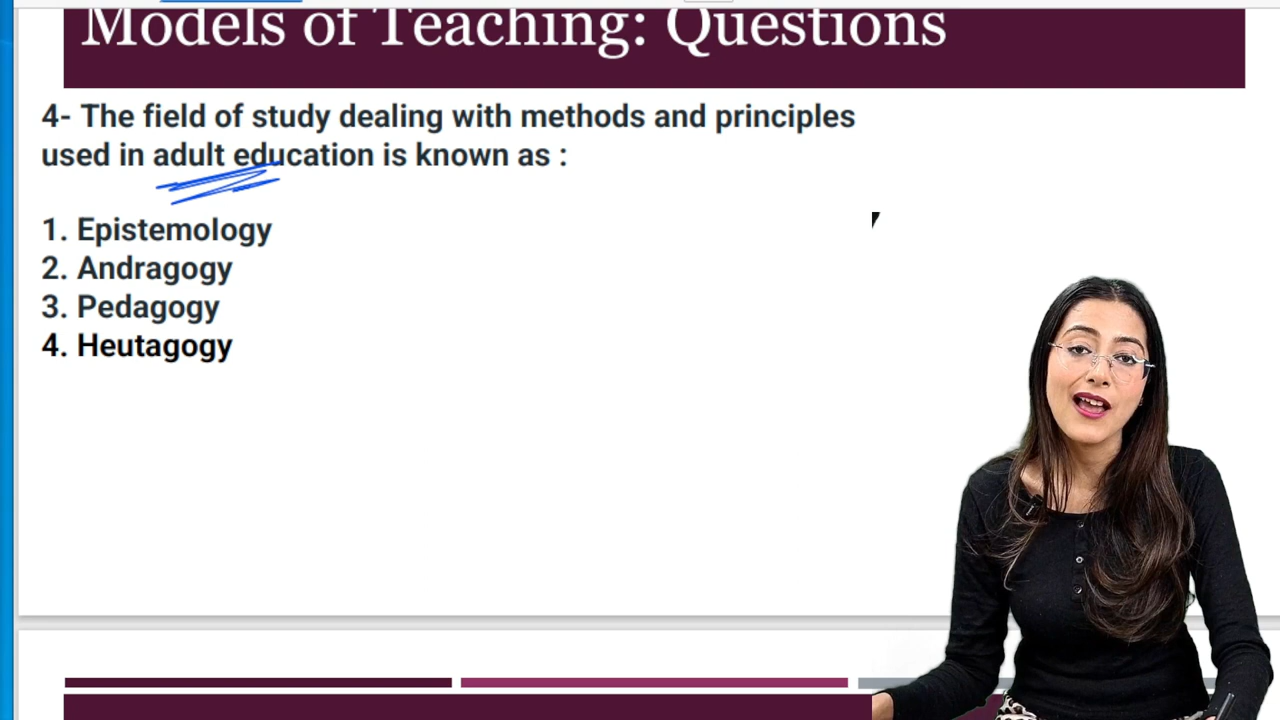 Models of Teaching: Questions
4- The field of study dealing with methods and principles
used in adult education is known as :
1. Epistemology
2. Andragogy
3. Pedagogy
4. Heutagogy